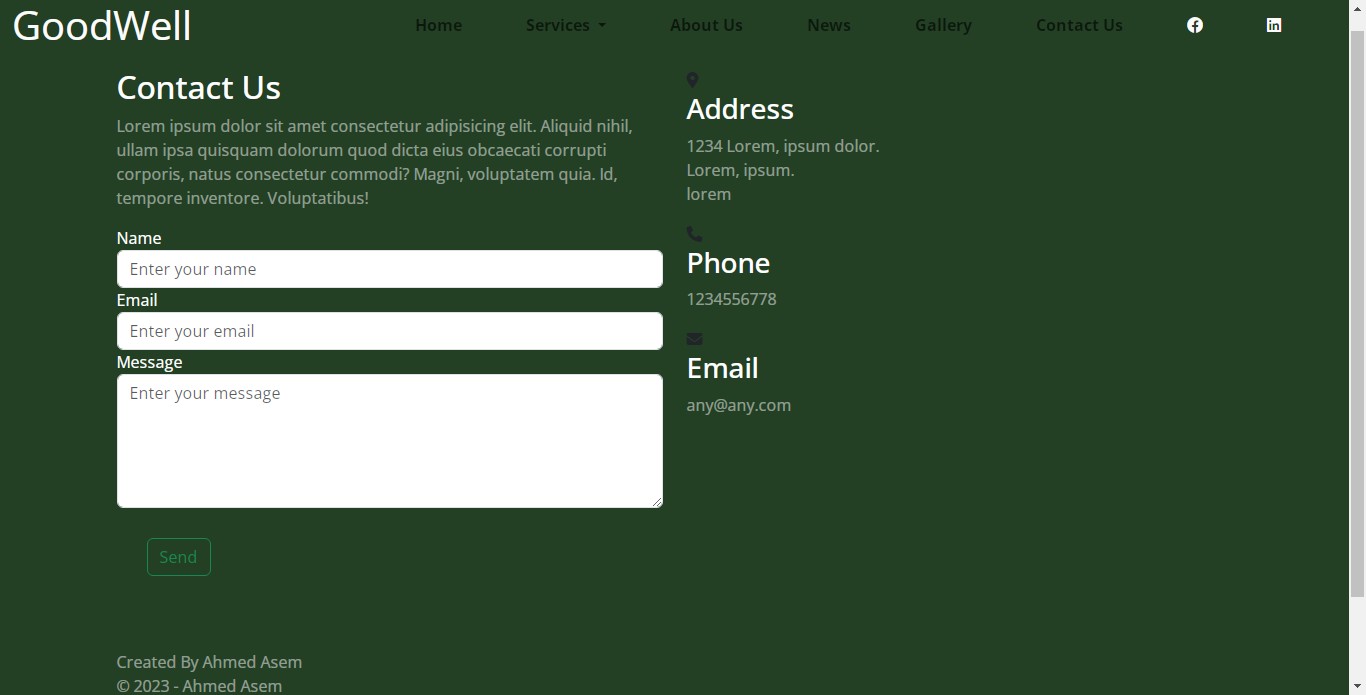 GoodWell
Home Services About Us News Gallery Contact Us
Contact Us
Lorem ipsum dolor sit amet consectetur adipisicing elit. Aliquid nihil,
ullam ipsa quisquam dolorum quod dicta eius obcaecati corrupti
corporis, natus consectetur commodi? Magni, voluptatem quia. Id,
tempore inventore. Voluptatibus!
Name
Enter your name
Email
Enter your email
Message
Enter your message
Send
Address
1234 Lorem, ipsum dolor.
Lorem, ipsum.
lorem
Phone
1234556778
Email
any@any.com
Created By Ahmed Asem
© 2023 - Ahmed Asem